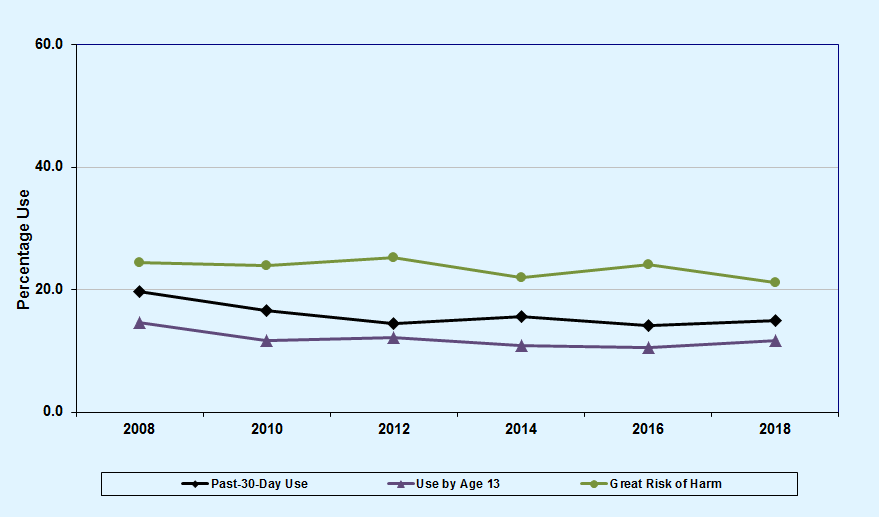 60.0
40.0
20.0
0.0
Percentage Use
2008 2010 2012 2014 2016 2018
Past-30-Day Use Use by Age 13 Great Risk of Harm